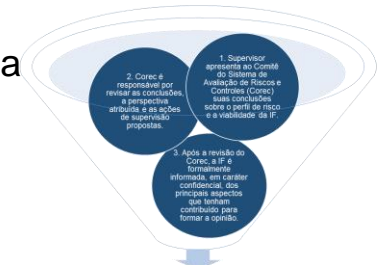 a
1. Supervisor
apresenta ao Comitê
do Sistema de
Avaliação de Riscos e
Controles (Corec)
suas conclusões
sobre o perfil de risco
e a viabilidade da IF.
2. Corec é
responsável por
revisar as conclusões,
a perspectiva
atribuída e as ações
de supervisão
propostas.
3. Após a revisão do
Corec, a IF é
formalmente
informada, em caráter
confidencial, dos
principais aspectos
que tenham
contribuído para
formar a opinião.